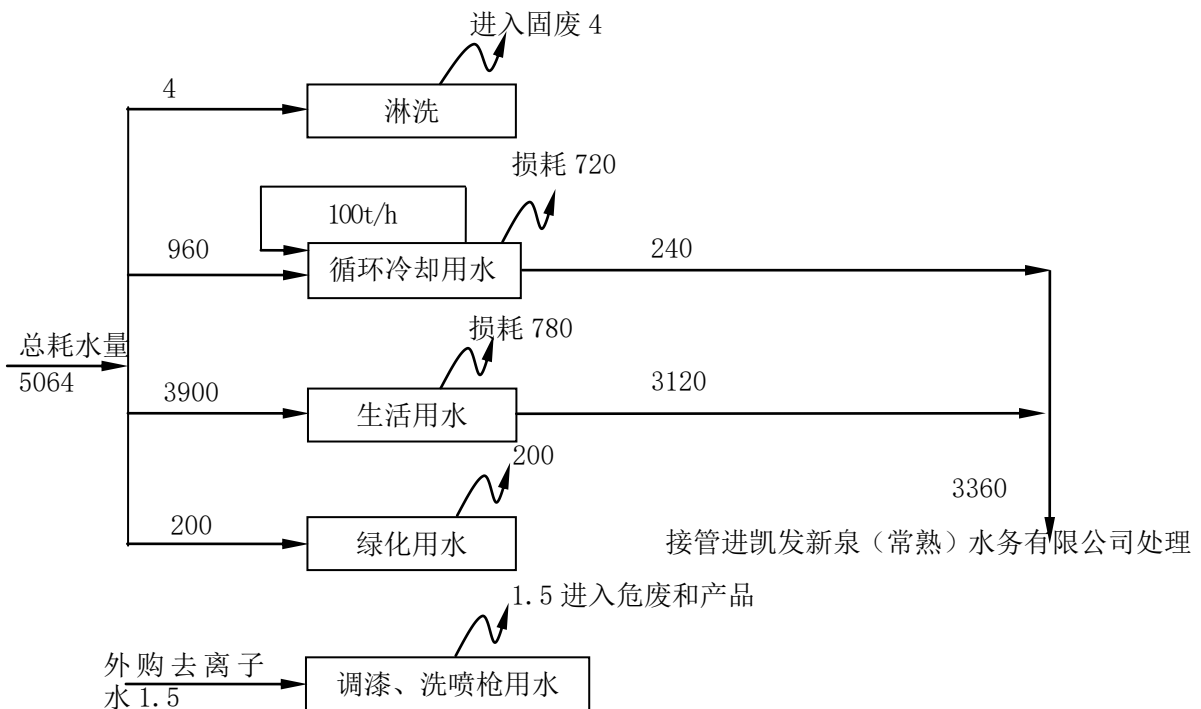 进入固废 4
4
淋洗
损耗 720
100t/h
960
循环冷却用水
240
总耗水量
5064
损耗 780
3900
生活用水
3120
200
200
绿化用水
3360
接管进凯发新泉（常熟）水务有限公司处理
1.5 进入危废和产品
外购去离子
水 1.5
调漆、洗喷枪用水